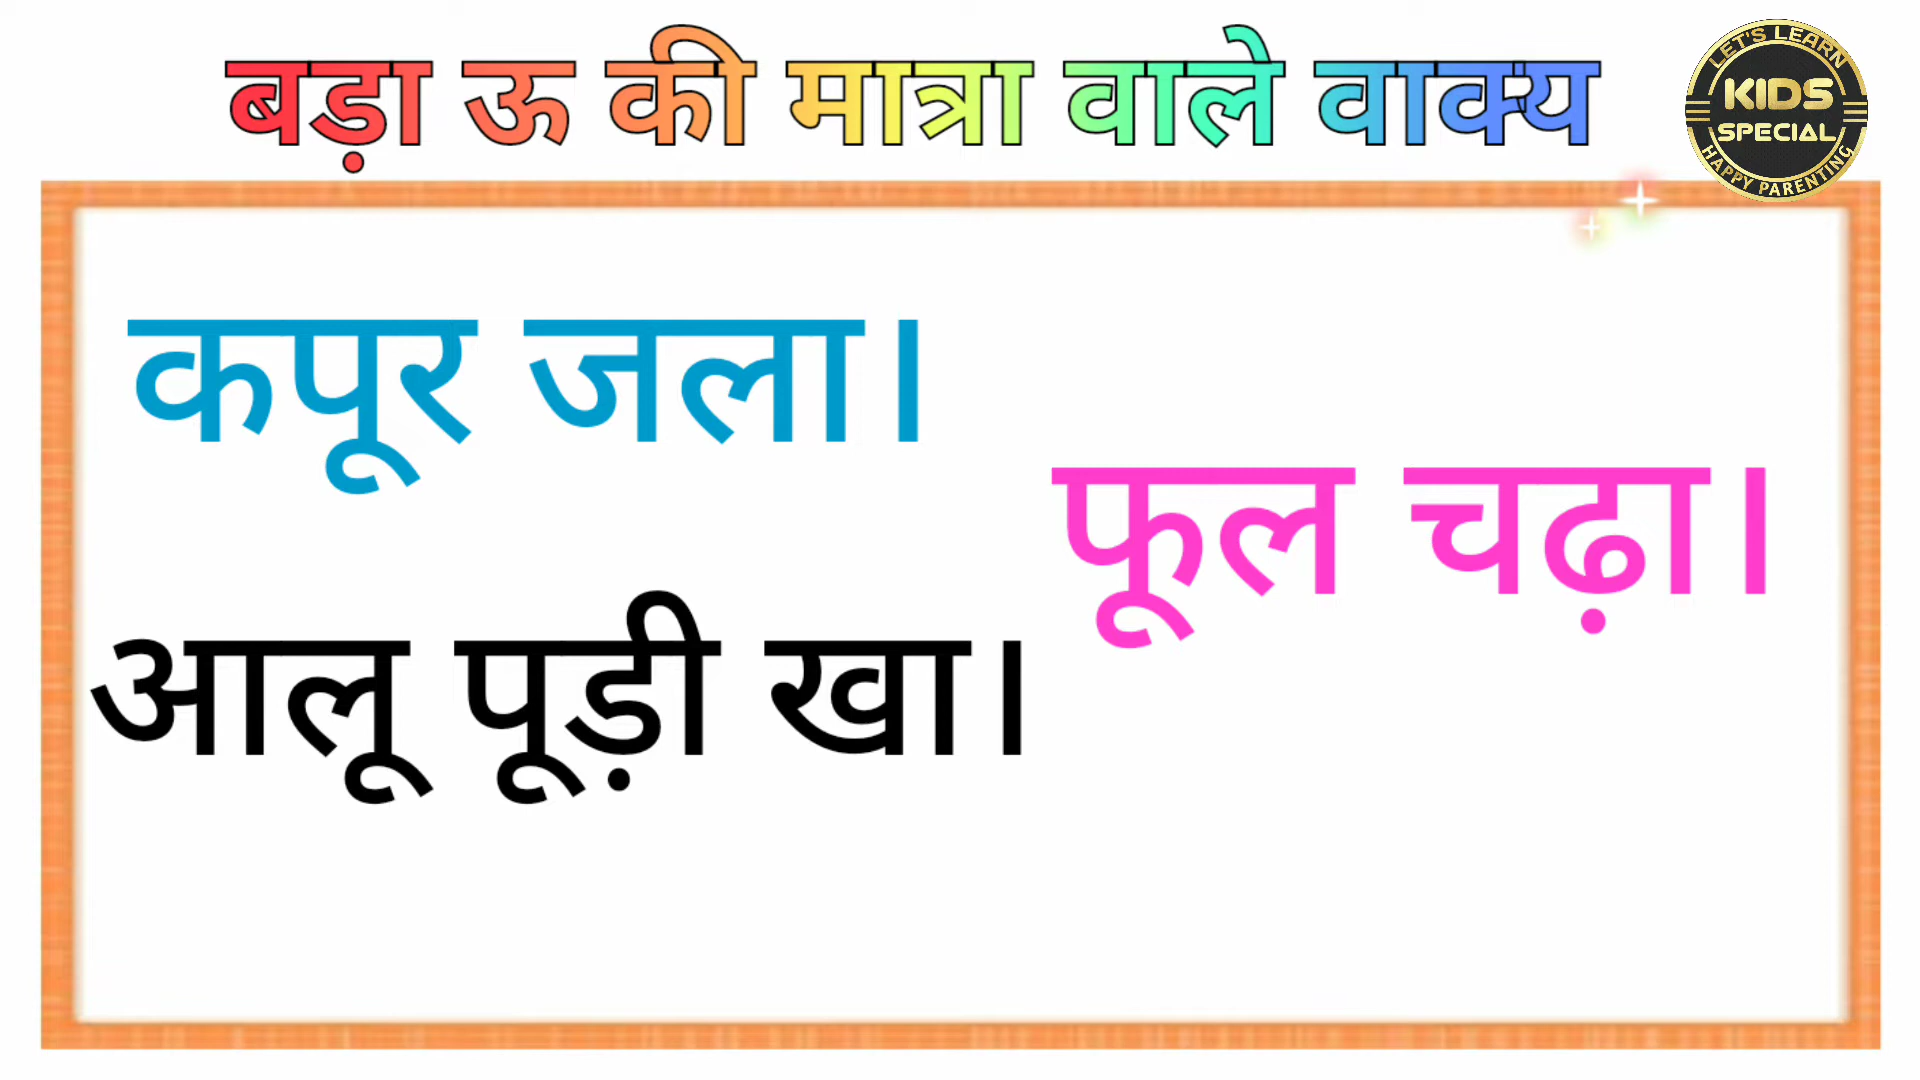 बड़ा ऊ की मात्रा वाले वाक्य
LET'S LEARN
KIDS
SPECIAL
HAPPY PARENTING
कपूर जला।
फूल चढ़ा।
आलू पूड़ी खा।